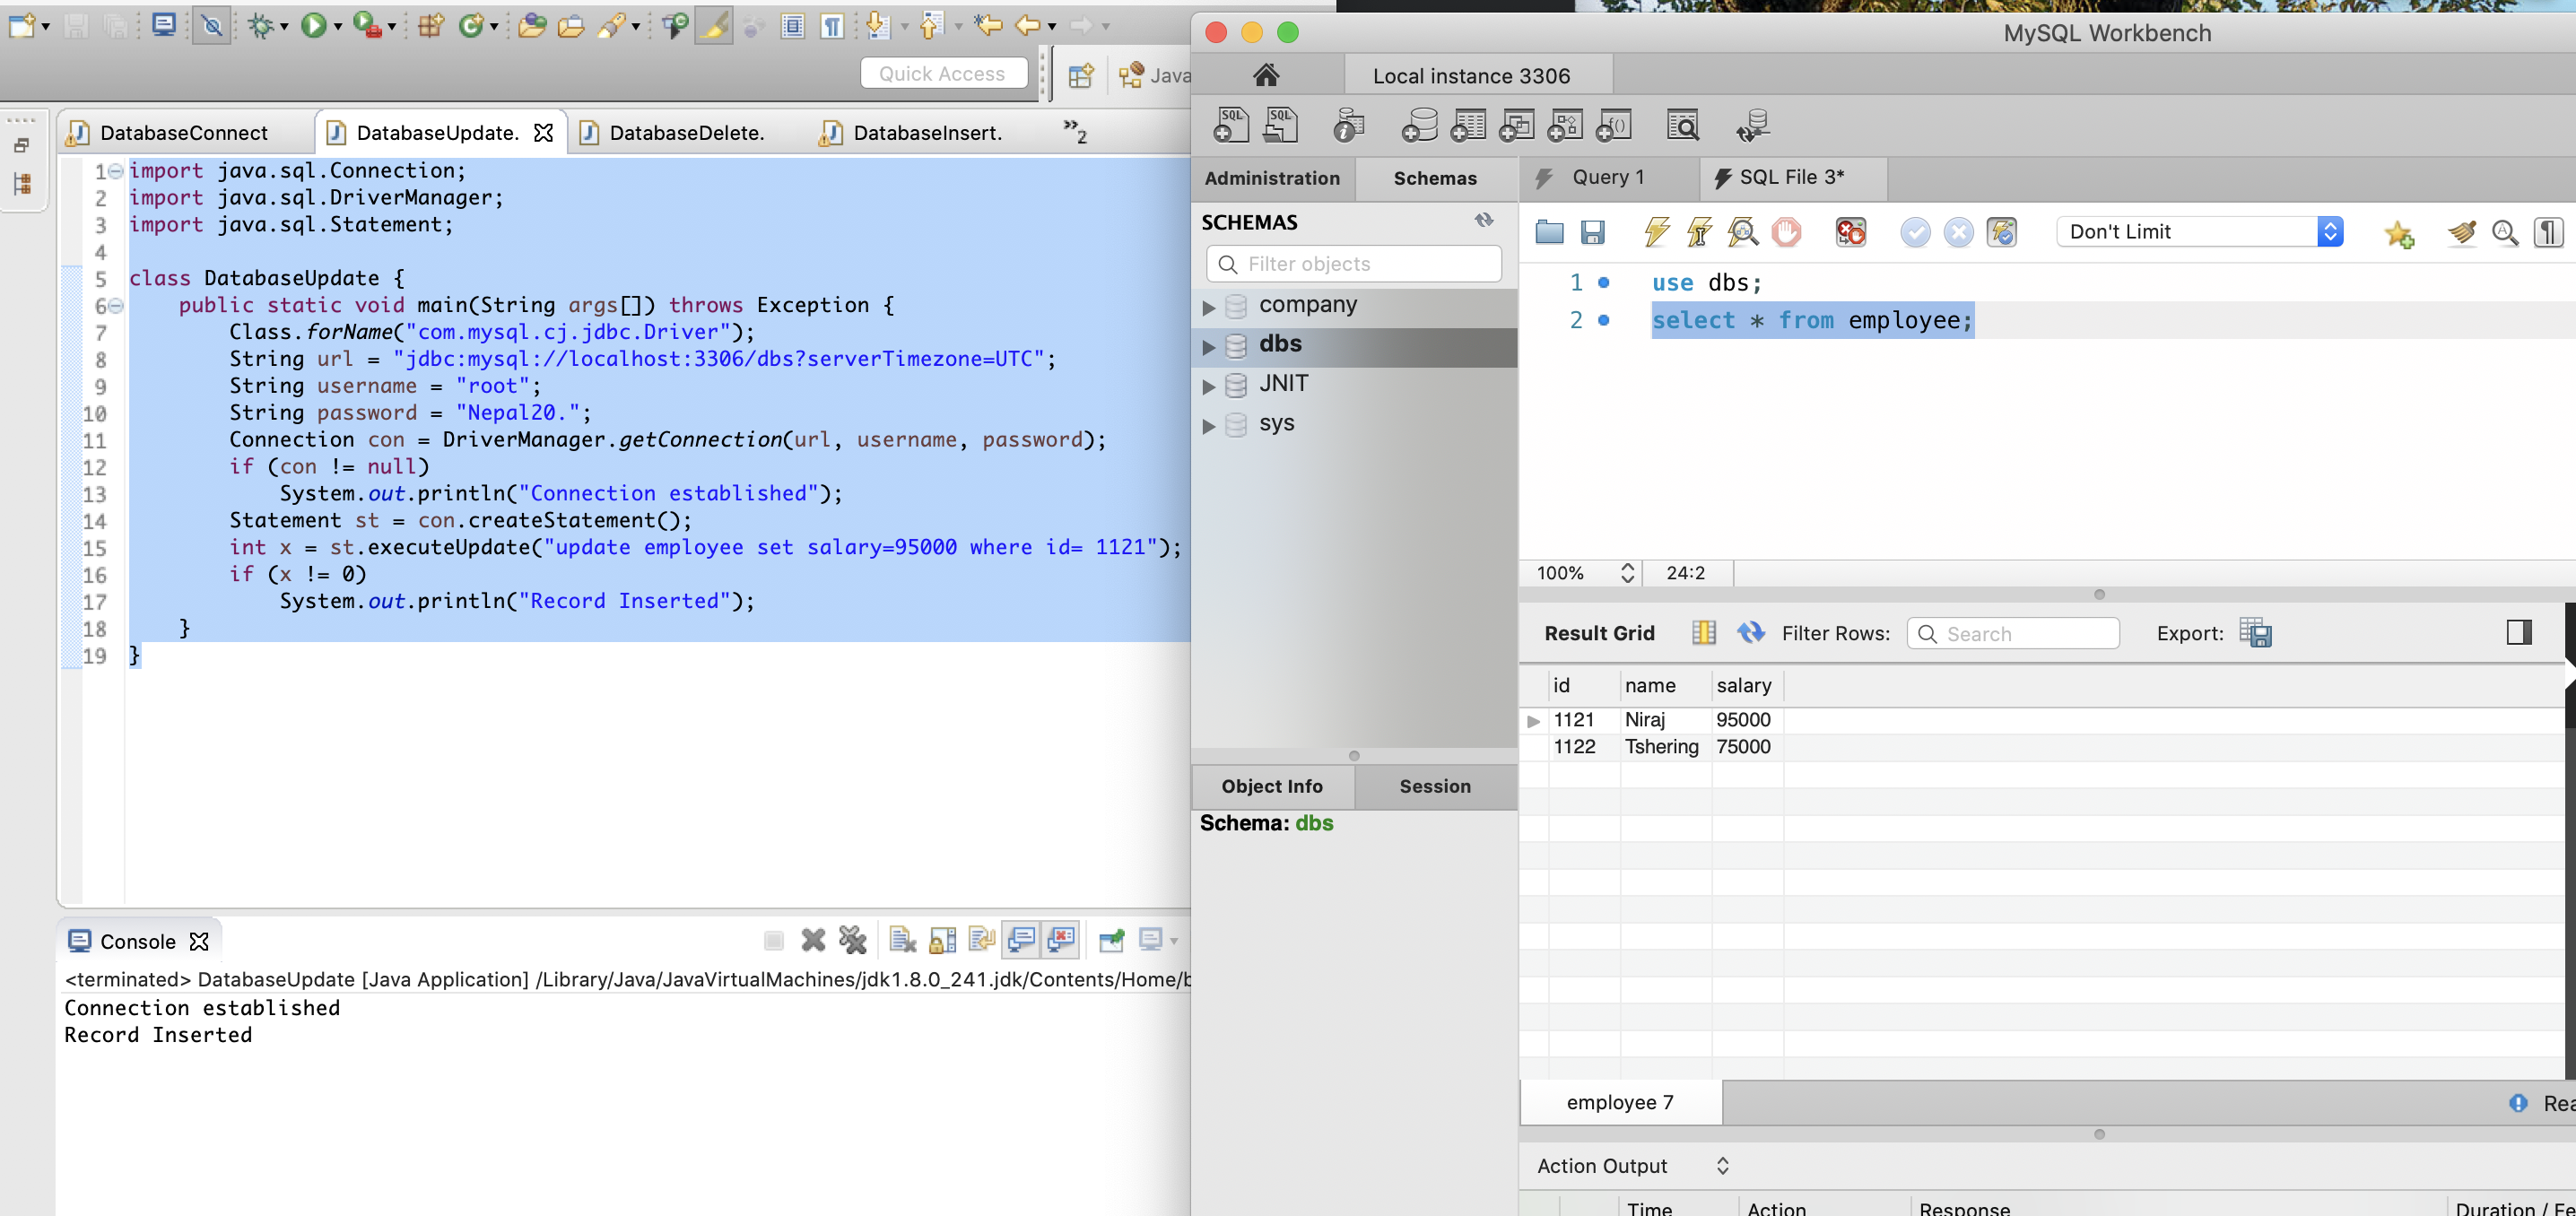 Quick Access
Java
DatabaseConnect
DatabaseUpdate.
DatabaseDelete.
DatabaseInsert.
»2
1 import java.sql.Connection;
2 import java.sql.DriverManager;
3 import java.sql.Statement;
4
5 class DatabaseUpdate {
6 public static void main(String args[]) throws Exception {
7 Class.forName("com.mysql.cj.jdbc.Driver");
8 String url = "jdbc:mysql://localhost:3306/dbs?serverTimezone=UTC";
9 String username = "root";
10 String password = "Nepal20.";
11 Connection con = DriverManager.getConnection(url, username, password);
12 if (con != null)
13 System.out.println("Connection established");
14 Statement st = con.createStatement();
15 int x = st.executeUpdate("update employee set salary=95000 where id= 1121");
16 if (x != 0)
17 System.out.println("Record Inserted");
18 }
19 }
Console
<terminated> DatabaseUpdate [Java Application] /Library/Java/JavaVirtualMachines/jdk1.8.0_241.jdk/Contents/Home/b
Connection established
Record Inserted
MySQL Workbench
Local instance 3306
SQL
SQL
Administration
Schemas
SCHEMAS
Filter objects
company
dbs
JNIT
sys
Object Info
Session
Schema: dbs
Query 1
SQL File 3*
Don't Limit
1 use dbs;
2 select * from employee;
100%
24:2
Result Grid
Filter Rows:
Search
Export:
id name salary
1121 Niraj 95000
1122 Tshering 75000
employee 7
Rea
Action Output
Time Action Response Duration / Fe